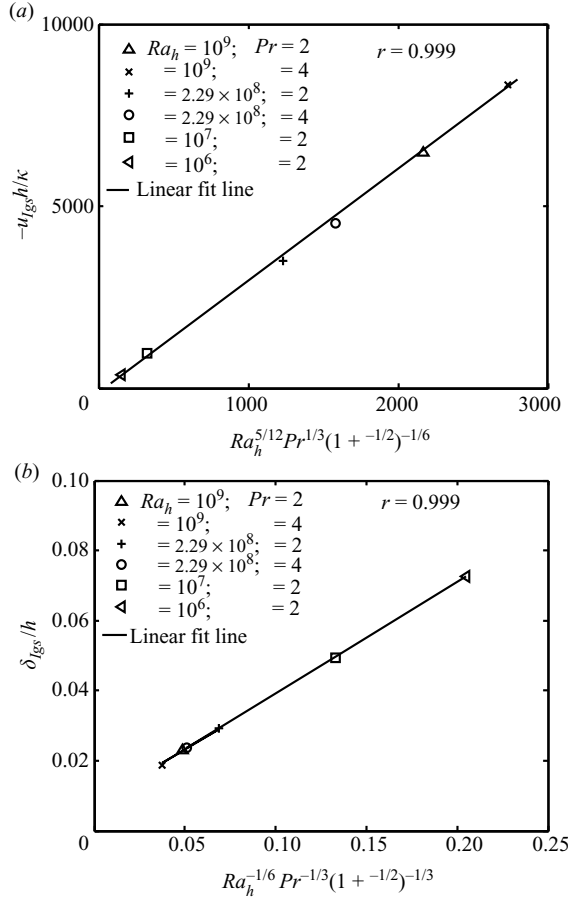 (a)
10000
Ra_h = 10^9; Pr = 2 r = 0.999
= 10^9; = 4
= 2.29 × 10^8; = 2
= 2.29 × 10^8; = 4
= 10^7; = 2
= 10^6; = 2
Linear fit line
−u_{Igs}h/κ
5000
0 1000 2000 3000
Ra_h^{5/12}Pr^{1/3}(1 + ^{−1/2})^{−1/6}
(b)
0.10
Ra_h = 10^9; Pr = 2 r = 0.999
= 10^9; = 4
0.08
= 2.29 × 10^8; = 2
= 2.29 × 10^8; = 4
= 10^7; = 2
= 10^6; = 2
0.06
Linear fit line
δ_{Igs}/h
0.04
0.02
0 0.05 0.10 0.15 0.20 0.25
Ra_h^{−1/6} Pr^{−1/3}(1 + ^{−1/2})^{−1/3}